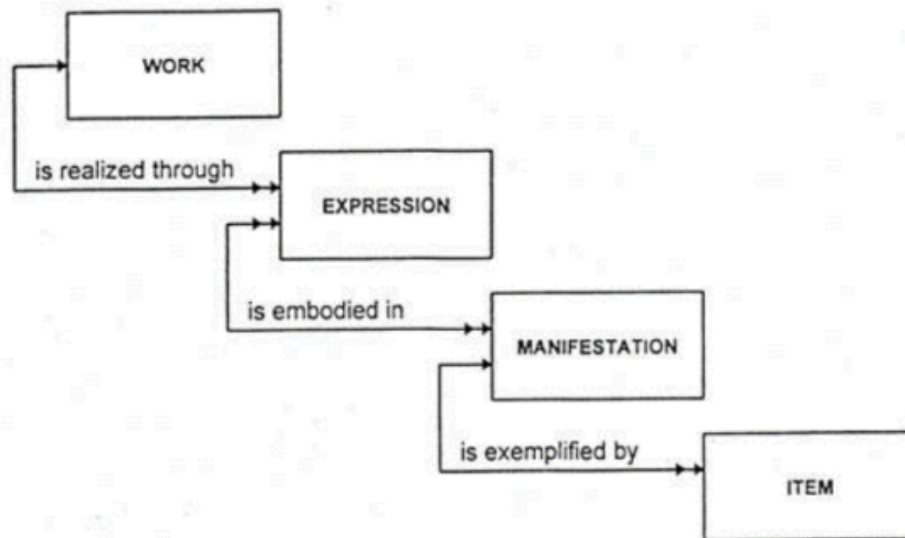 WORK
is realized through
EXPRESSION
is embodied in
MANIFESTATION
is exemplified by
ITEM